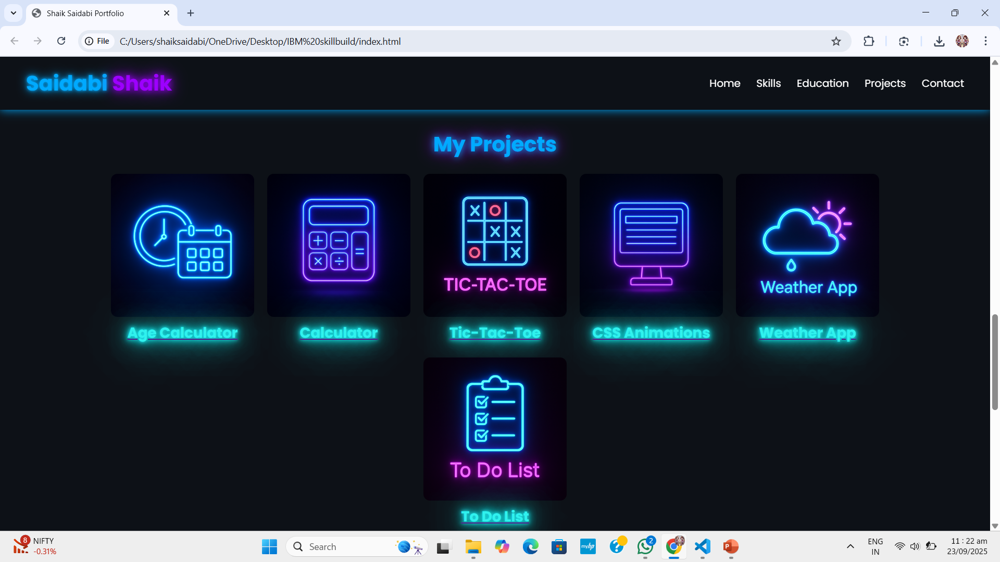 Shaik Saidabi Portfolio
File
C:/Users/shaiksaidabi/OneDrive/Desktop/IBM%20skillbuild/index.html
Saidabi Shaik
Home Skills Education Projects Contact
My Projects
X O
X X
O X
+ −
× ÷ =
TIC-TAC-TOE
Weather App
Age Calculator
Calculator
Tic-Tac-Toe
CSS Animations
Weather App
To Do List
To Do List
8
NIFTY
-0.31%
Search
myhp
2
P
ENG
IN
11 : 22 am
23/09/2025